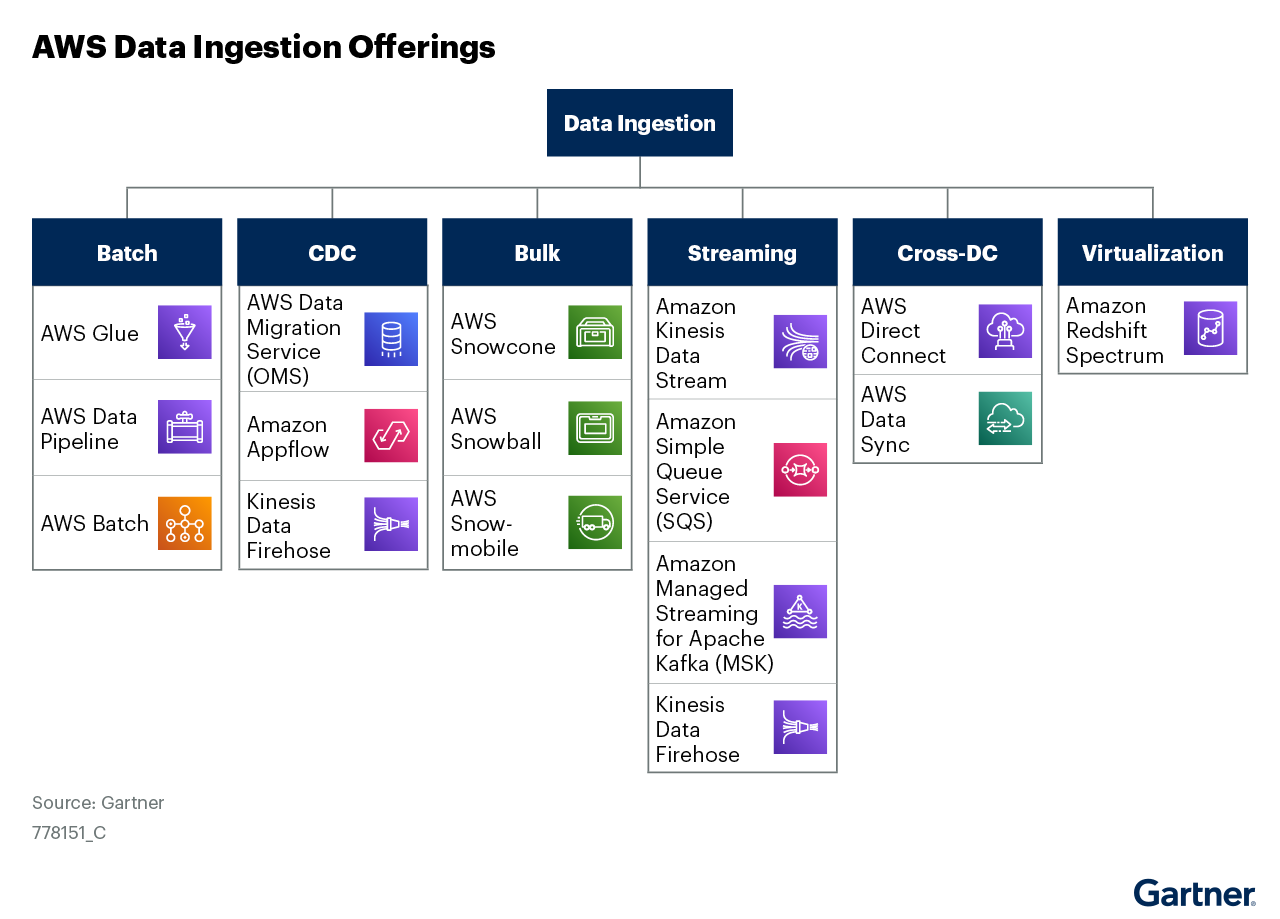 AWS Data Ingestion Offerings
Data Ingestion
Batch
AWS Glue
AWS Data
Pipeline
AWS Batch
CDC
AWS Data
Migration
Service
(OMS)
Amazon
Appflow
Kinesis
Data
Firehose
Bulk
AWS
Snowcone
AWS
Snowball
AWS
Snow-
mobile
Streaming
Amazon
Kinesis
Data
Stream
Amazon
Simple
Queue
Service
(SQS)
Amazon
Managed
Streaming
for Apache
Kafka (MSK)
K
Kinesis
Data
Firehose
Cross-DC
AWS
Direct
Connect
AWS
Data
Sync
Virtualization
Amazon
Redshift
Spectrum
Source: Gartner
778151_C
Gartner®